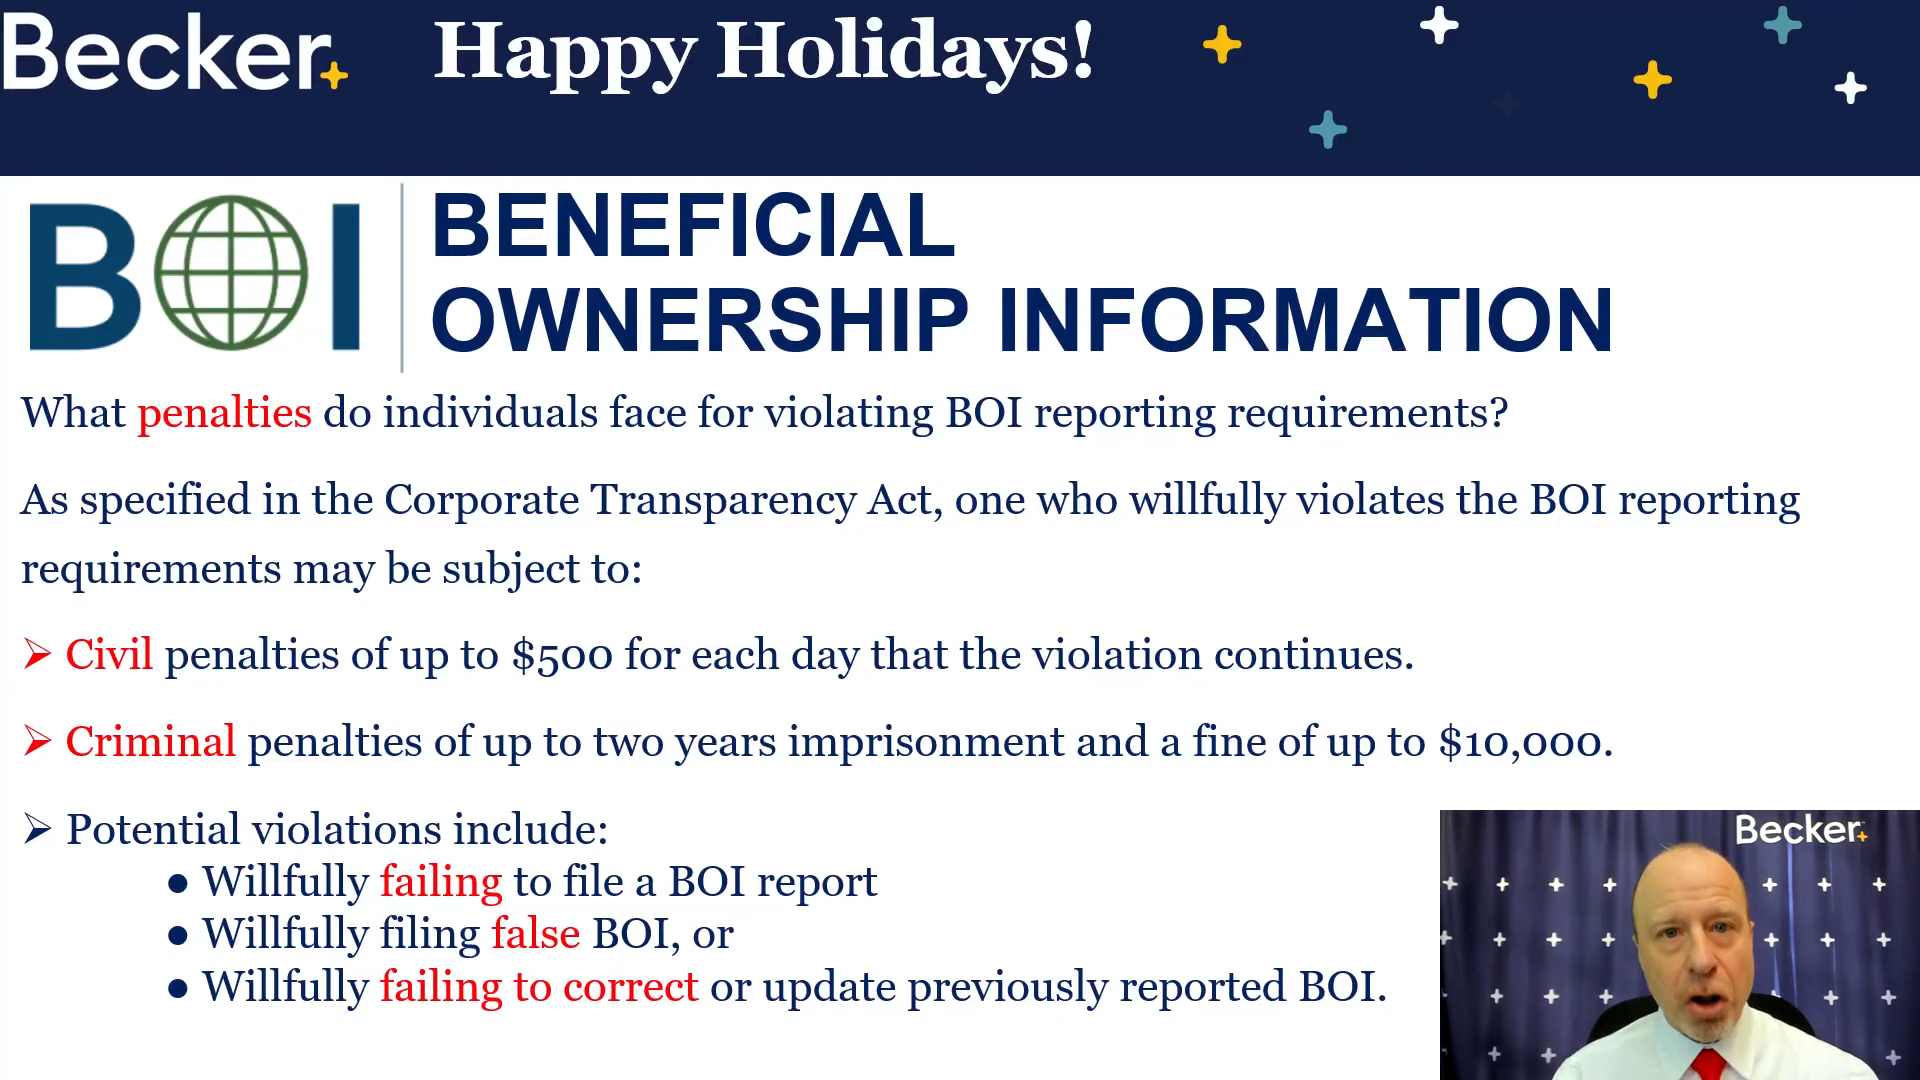 Becker Happy Holidays!
BOI
BENEFICIAL
OWNERSHIP INFORMATION
What penalties do individuals face for violating BOI reporting requirements?
As specified in the Corporate Transparency Act, one who willfully violates the BOI reporting
requirements may be subject to:
➢ Civil penalties of up to $500 for each day that the violation continues.
➢ Criminal penalties of up to two years imprisonment and a fine of up to $10,000.
➢ Potential violations include:
● Willfully failing to file a BOI report
● Willfully filing false BOI, or
● Willfully failing to correct or update previously reported BOI.
Becker